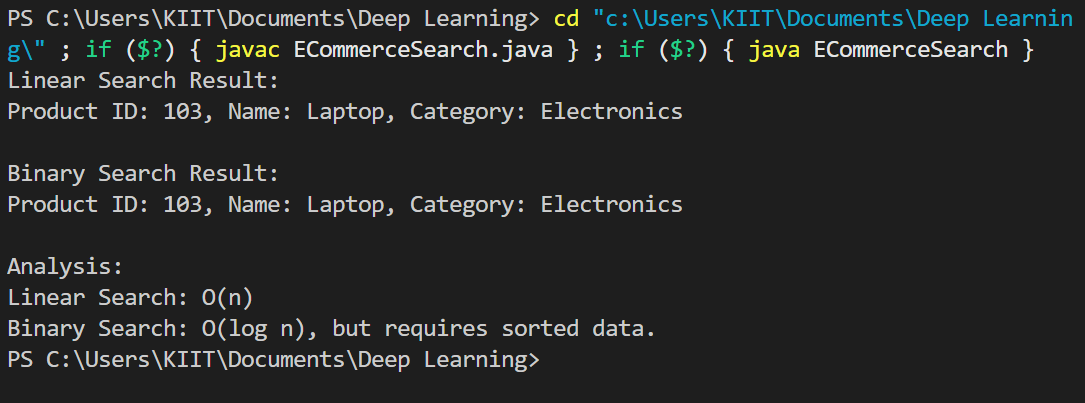 PS C:\Users\KIIT\Documents\Deep Learning> cd "c:\Users\KIIT\Documents\Deep Learnin
g\" ; if ($?) { javac ECommerceSearch.java } ; if ($?) { java ECommerceSearch }
Linear Search Result:
Product ID: 103, Name: Laptop, Category: Electronics

Binary Search Result:
Product ID: 103, Name: Laptop, Category: Electronics

Analysis:
Linear Search: O(n)
Binary Search: O(log n), but requires sorted data.
PS C:\Users\KIIT\Documents\Deep Learning>